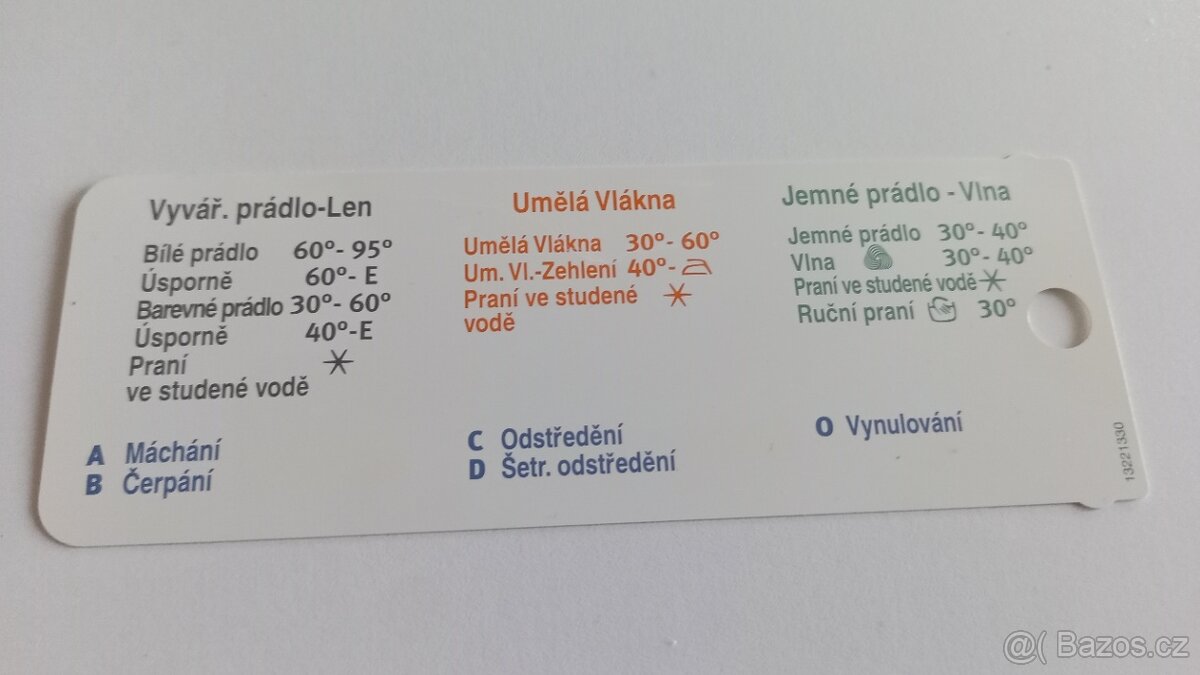 Vyvář. prádlo-Len
Bílé prádlo 60°- 95°
Úsporně 60°- E
Barevné prádlo 30°- 60°
Úsporně 40°-E
Praní
ve studené vodě
Umělá Vlákna
Umělá Vlákna 30°- 60°
Um. Vl.-Zehlení 40°-
Praní ve studené
vodě
Jemné prádlo - Vlna
Jemné prádlo 30°- 40°
Vlna 30°- 40°
Praní ve studené vodě
Ruční praní 30°
A Máchání
B Čerpání
C Odstředění
D Šetr. odstředění
O Vynulování
13221330
@( Bazos.cz